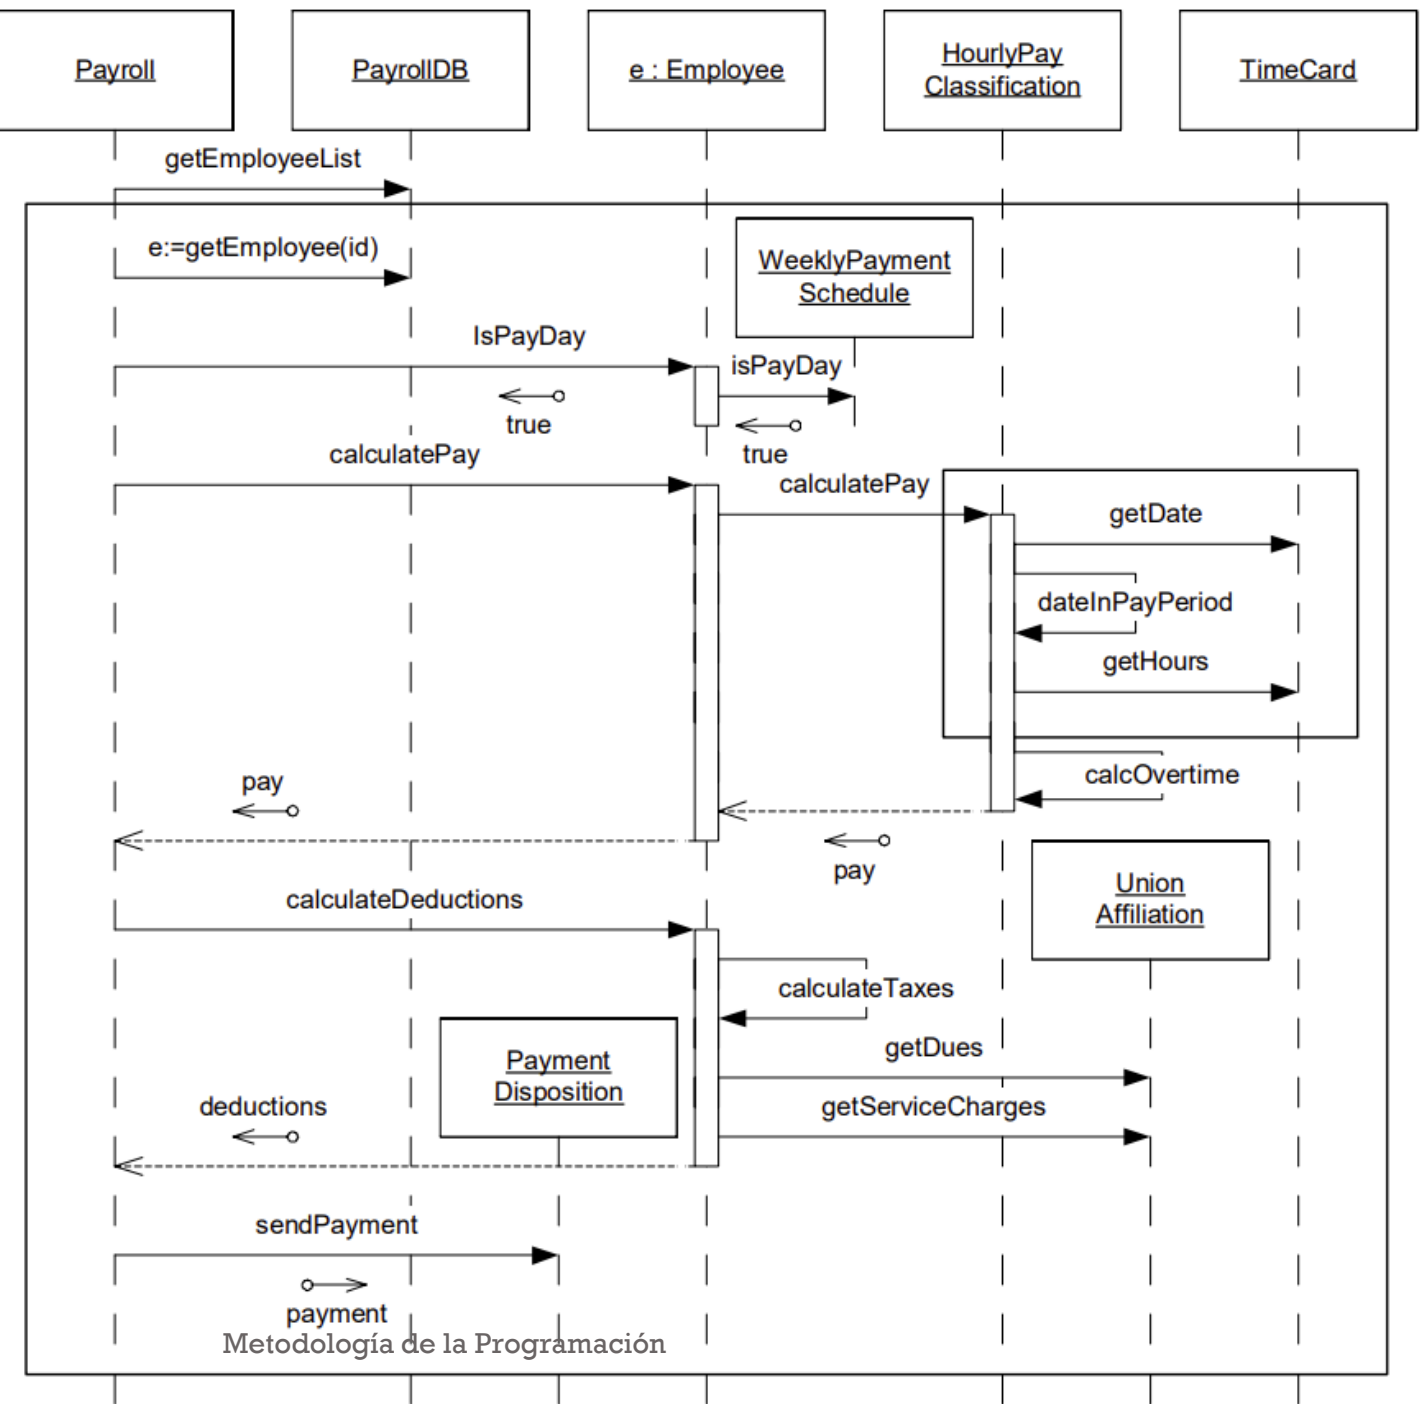 Payroll
PayrollDB
e : Employee
HourlyPay
Classification
TimeCard
getEmployeeList
e:=getEmployee(id)
WeeklyPayment
Schedule
IsPayDay
isPayDay
true
true
calculatePay
calculatePay
getDate
dateInPayPeriod
getHours
calcOvertime
pay
pay
Union
Affiliation
calculateDeductions
calculateTaxes
getDues
Payment
Disposition
deductions
getServiceCharges
sendPayment
payment
Metodología de la Programación